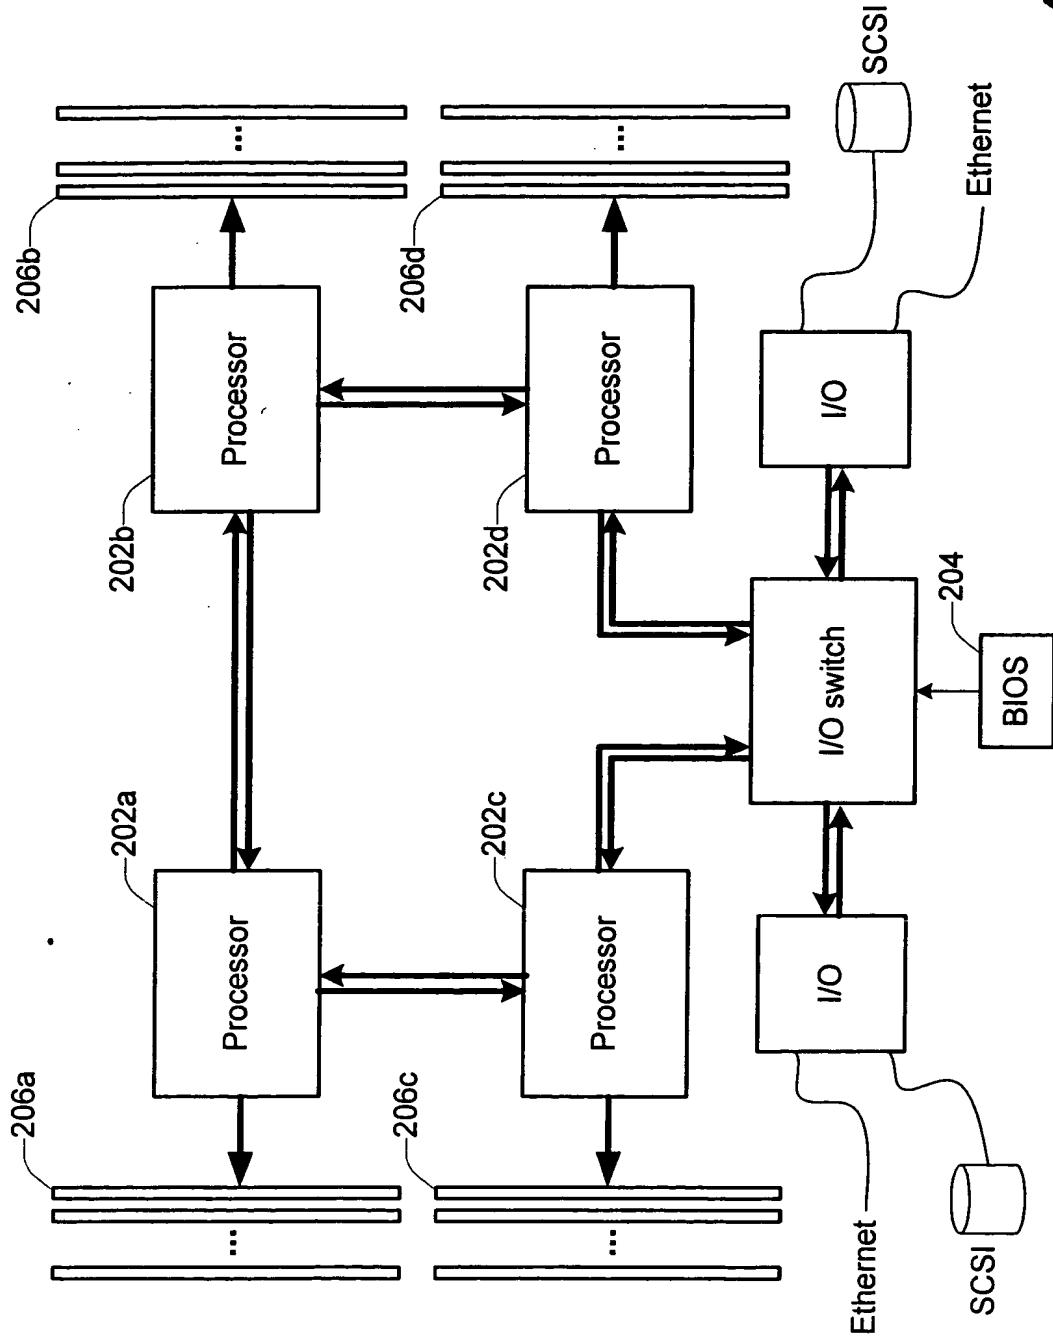 206a
202a
202b
206b
Processor
Processor
206c
202c
202d
206d
Processor
Processor
I/O
I/O switch
I/O
Ethernet
SCSI
204
Ethernet
SCSI
BIOS